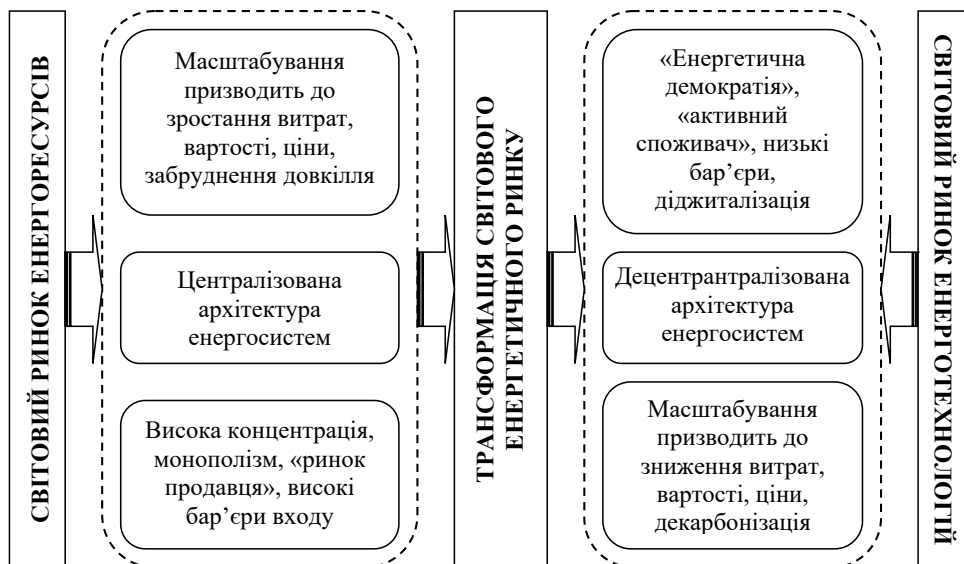 СВІТОВИЙ РИНОК ЕНЕРГОРЕСУРСІВ
Масштабування
призводить до
зростання витрат,
вартості, ціни,
забруднення довкілля
Централізована
архітектура
енергосистем
Висока концентрація,
монополізм, «ринок
продавця», високі
бар’єри входу
ТРАНСФОРМАЦІЯ СВІТОВОГО
ЕНЕРГЕТИЧНОГО РИНКУ
«Енергетична
демократія»,
«активний
споживач», низькі
бар’єри,
діджиталізація
Децентрантралізована
архітектура
енергосистем
Масштабування
призводить до
зниження витрат,
вартості, ціни,
декарбонізація
СВІТОВИЙ РИНОК ЕНЕРГОТЕХНОЛОГІЙ